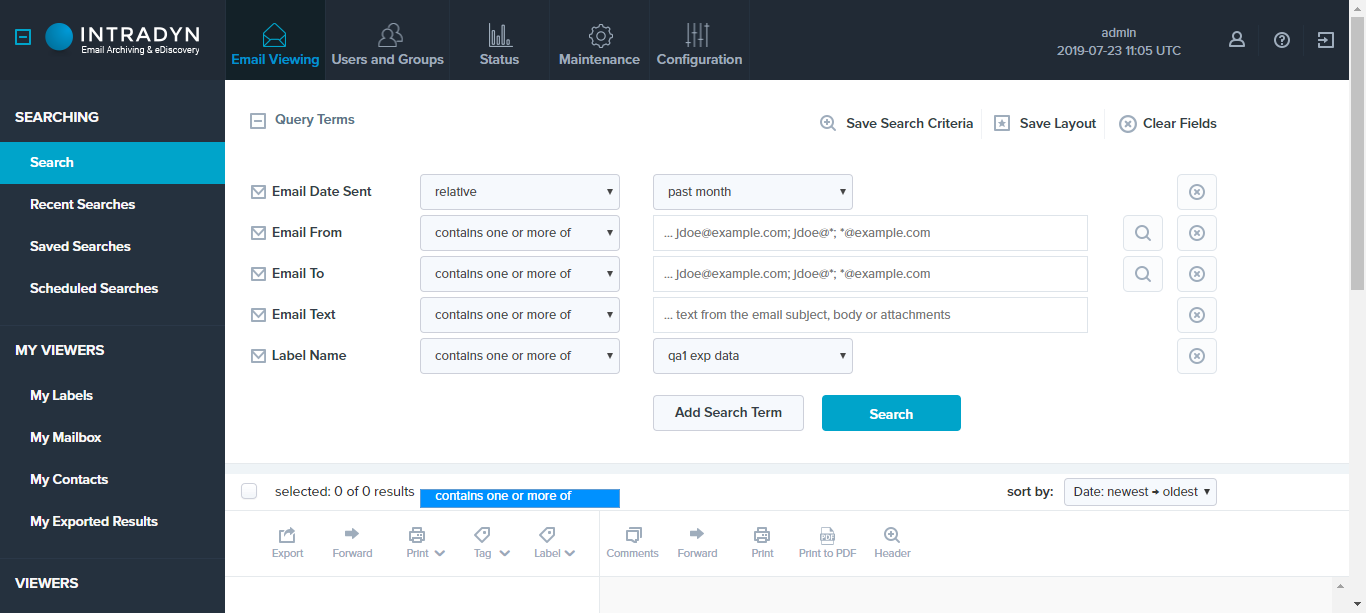 INTRADYN
Email Archiving & eDiscovery
Email Viewing
Users and Groups
Status
Maintenance
Configuration
admin
2019-07-23 11:05 UTC
SEARCHING
Search
Recent Searches
Saved Searches
Scheduled Searches
MY VIEWERS
My Labels
My Mailbox
My Contacts
My Exported Results
VIEWERS
Query Terms
Save Search Criteria
Save Layout
Clear Fields
Email Date Sent relative past month
Email From contains one or more of ... jdoe@example.com; jdoe@*; *@example.com
Email To contains one or more of ... jdoe@example.com; jdoe@*; *@example.com
Email Text contains one or more of ... text from the email subject, body or attachments
Label Name contains one or more of qa1 exp data
Add Search Term
Search
selected: 0 of 0 results
contains one or more of
sort by: Date: newest → oldest
Export
Forward
Print
Tag
Label
Comments
Forward
Print
PDF
Print to PDF
Header